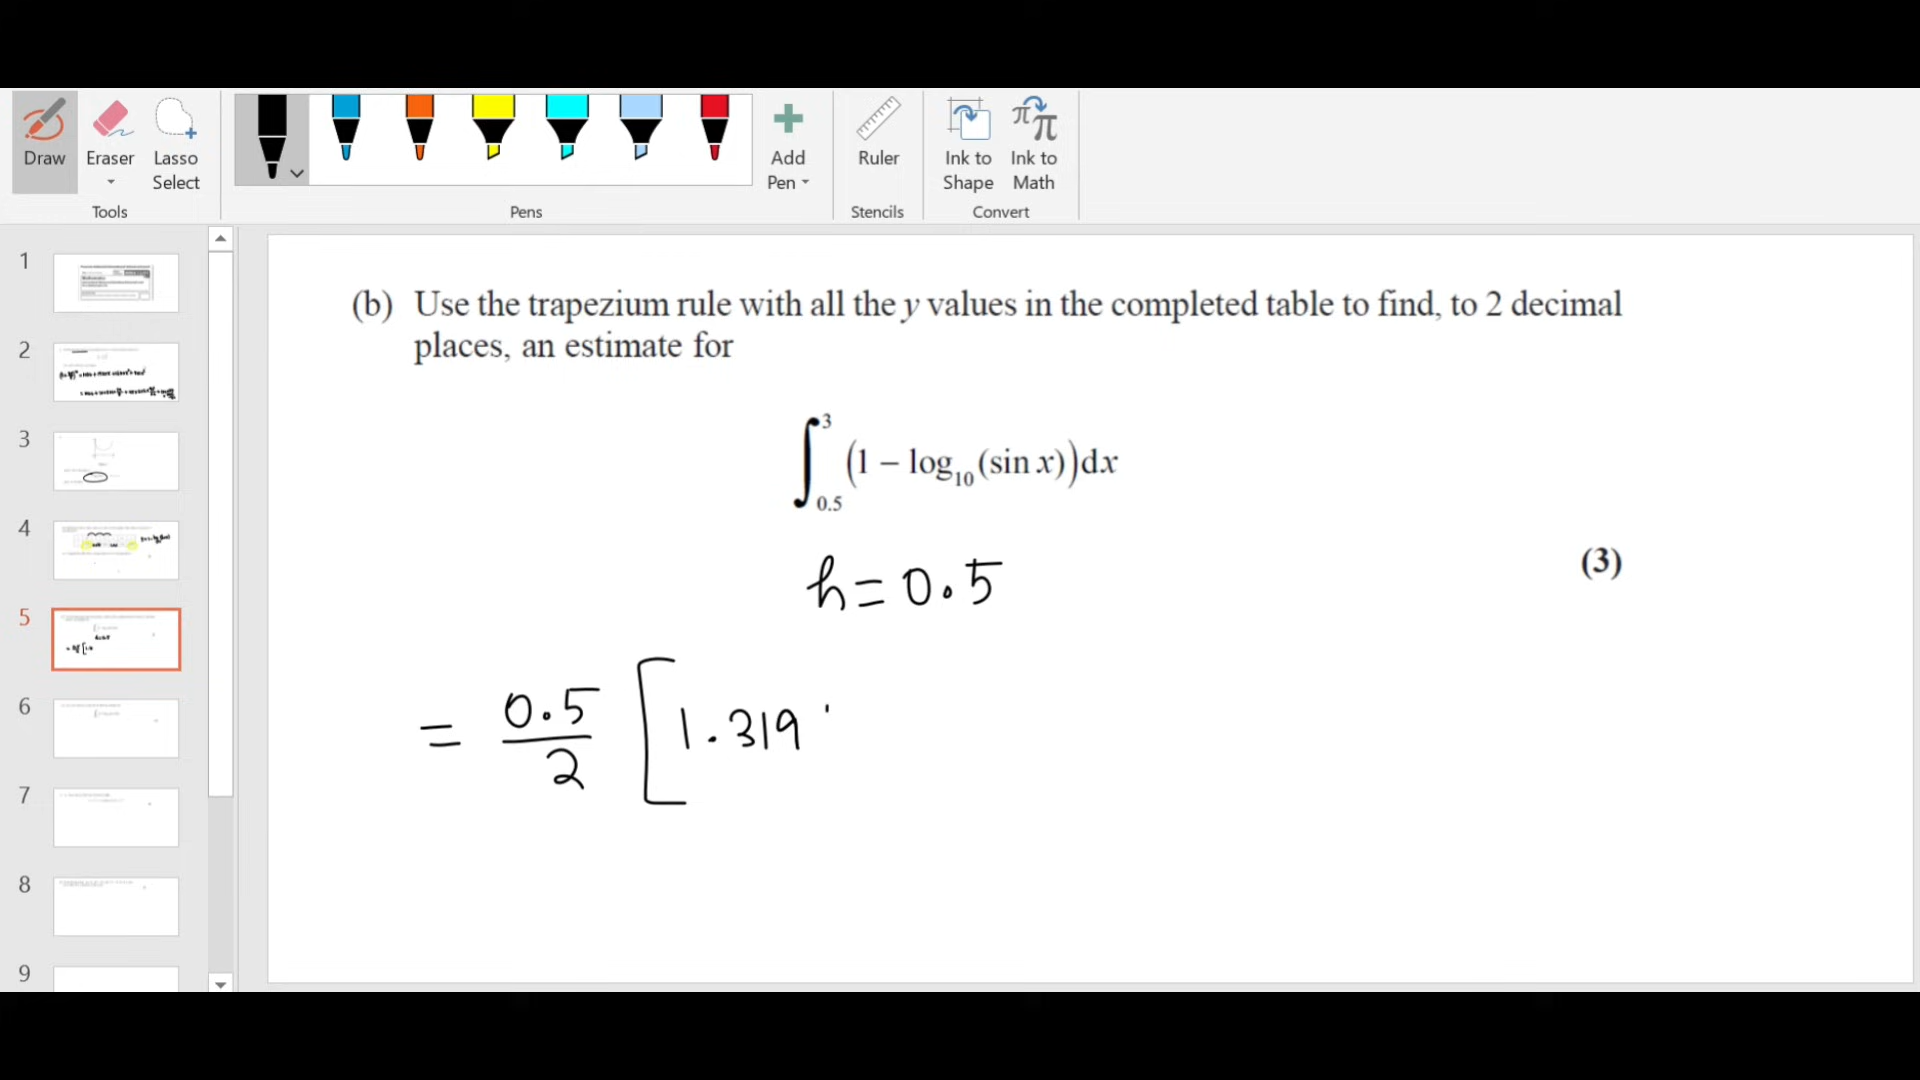 Draw
Eraser
Lasso
Select
Tools
Pens
Add
Pen
Ruler
Stencils
Ink to
Shape
Ink to
Math
Convert
1
2
3
4
5
6
7
8
9
(b) Use the trapezium rule with all the y values in the completed table to find, to 2 decimal
places, an estimate for
∫₀.₅³ (1 – log₁₀(sin x))dx
h = 0.5
(3)
= 0.5/2 [1.319